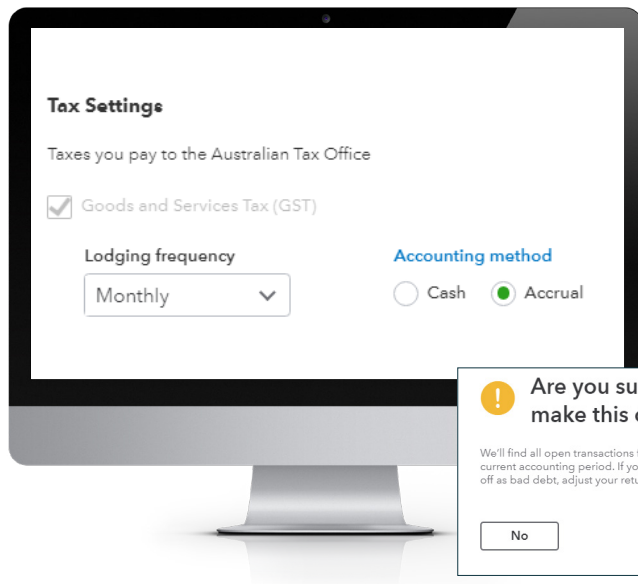 Tax Settings
Taxes you pay to the Australian Tax Office
Goods and Services Tax (GST)
Lodging frequency
Accounting method
Monthly
Cash
Accrual
Are you su
make this
We'll find all open transactions
current accounting period. If yo
off as bad debt, adjust your retu
No